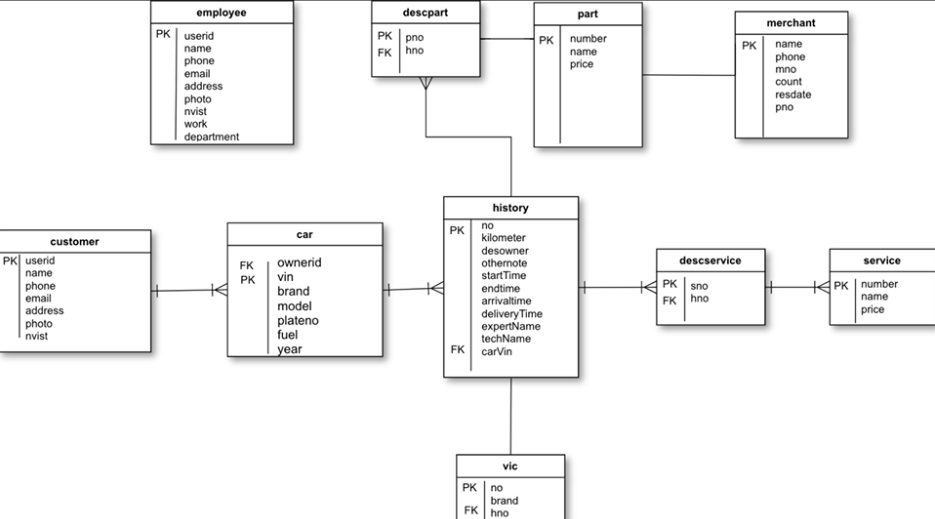 employee
PK userid
name
phone
email
address
photo
nvist
work
department
descpart
PK pno
FK hno
part
PK number
name
price
merchant
PK name
phone
mno
count
resdate
pno
customer
PK userid
name
phone
email
address
photo
nvist
car
FK ownerid
PK vin
brand
model
plateno
fuel
year
history
PK no
kilometer
desowner
othernote
startTime
endtime
arrivaltime
deliveryTime
expertName
techName
FK carVin
descservice
PK sno
FK hno
service
PK number
name
price
vic
PK no
brand
FK hno